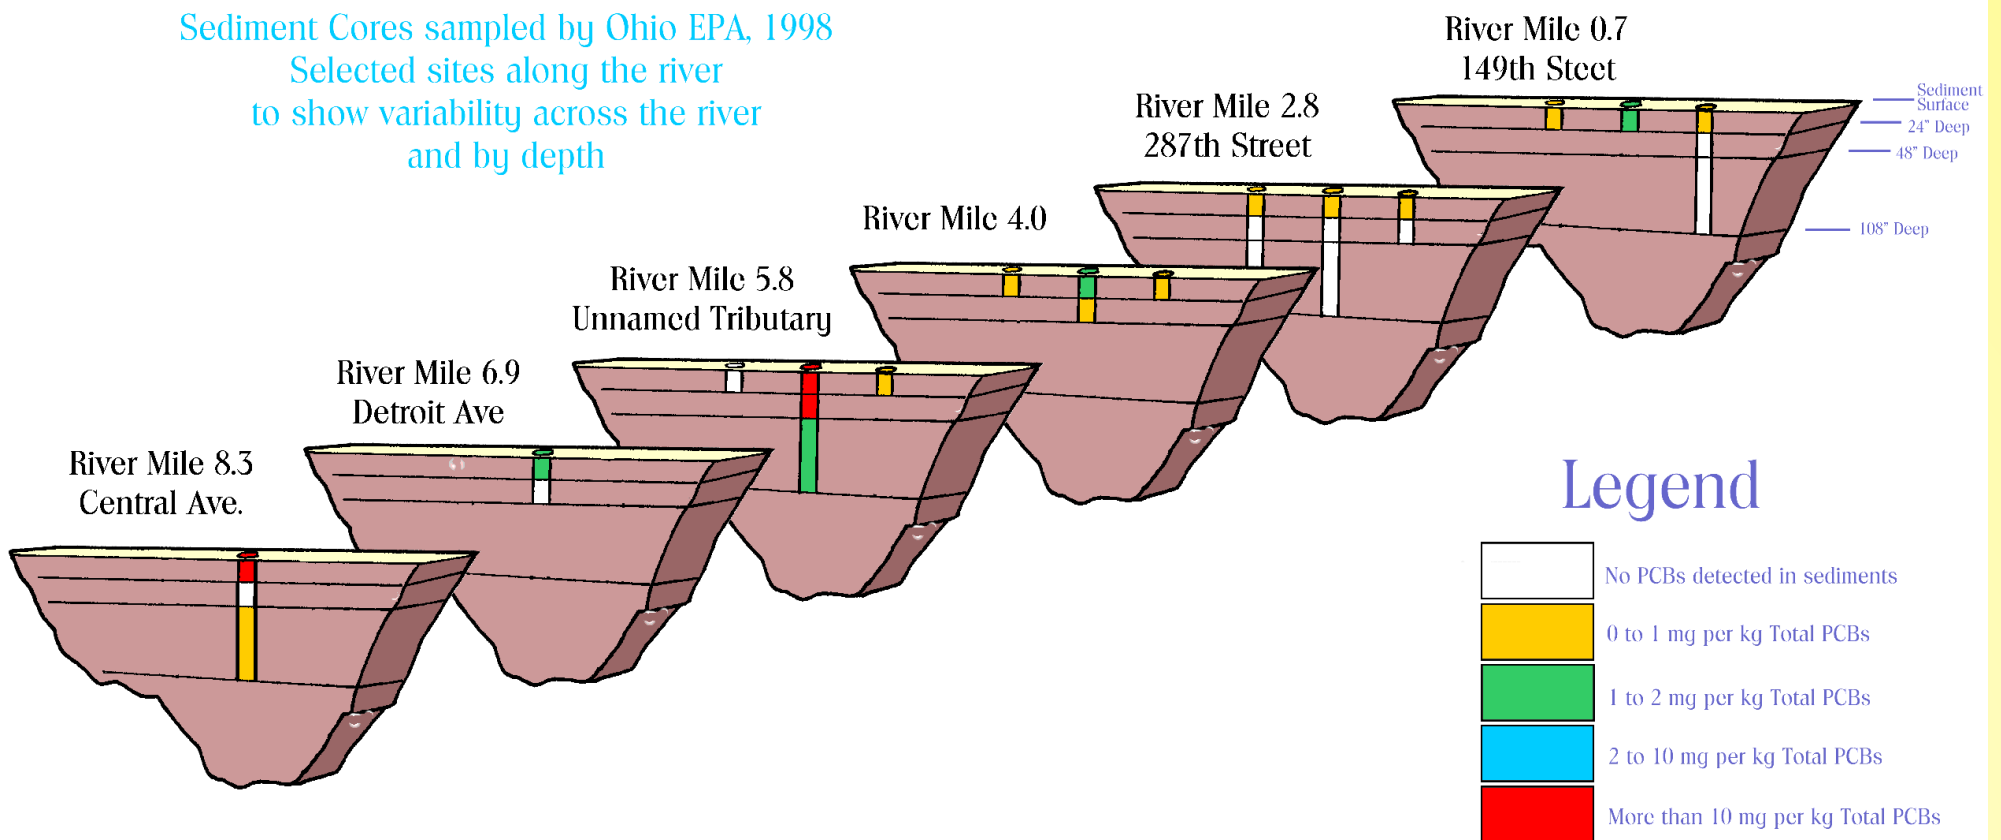 Sediment Cores sampled by Ohio EPA, 1998
Selected sites along the river
to show variability across the river
and by depth
River Mile 0.7
149th Steet
River Mile 2.8
287th Street
River Mile 4.0
River Mile 5.8
Unnamed Tributary
River Mile 6.9
Detroit Ave
River Mile 8.3
Central Ave.
Sediment
Surface
24" Deep
48" Deep
108" Deep
Legend
No PCBs detected in sediments
0 to 1 mg per kg Total PCBs
1 to 2 mg per kg Total PCBs
2 to 10 mg per kg Total PCBs
More than 10 mg per kg Total PCBs